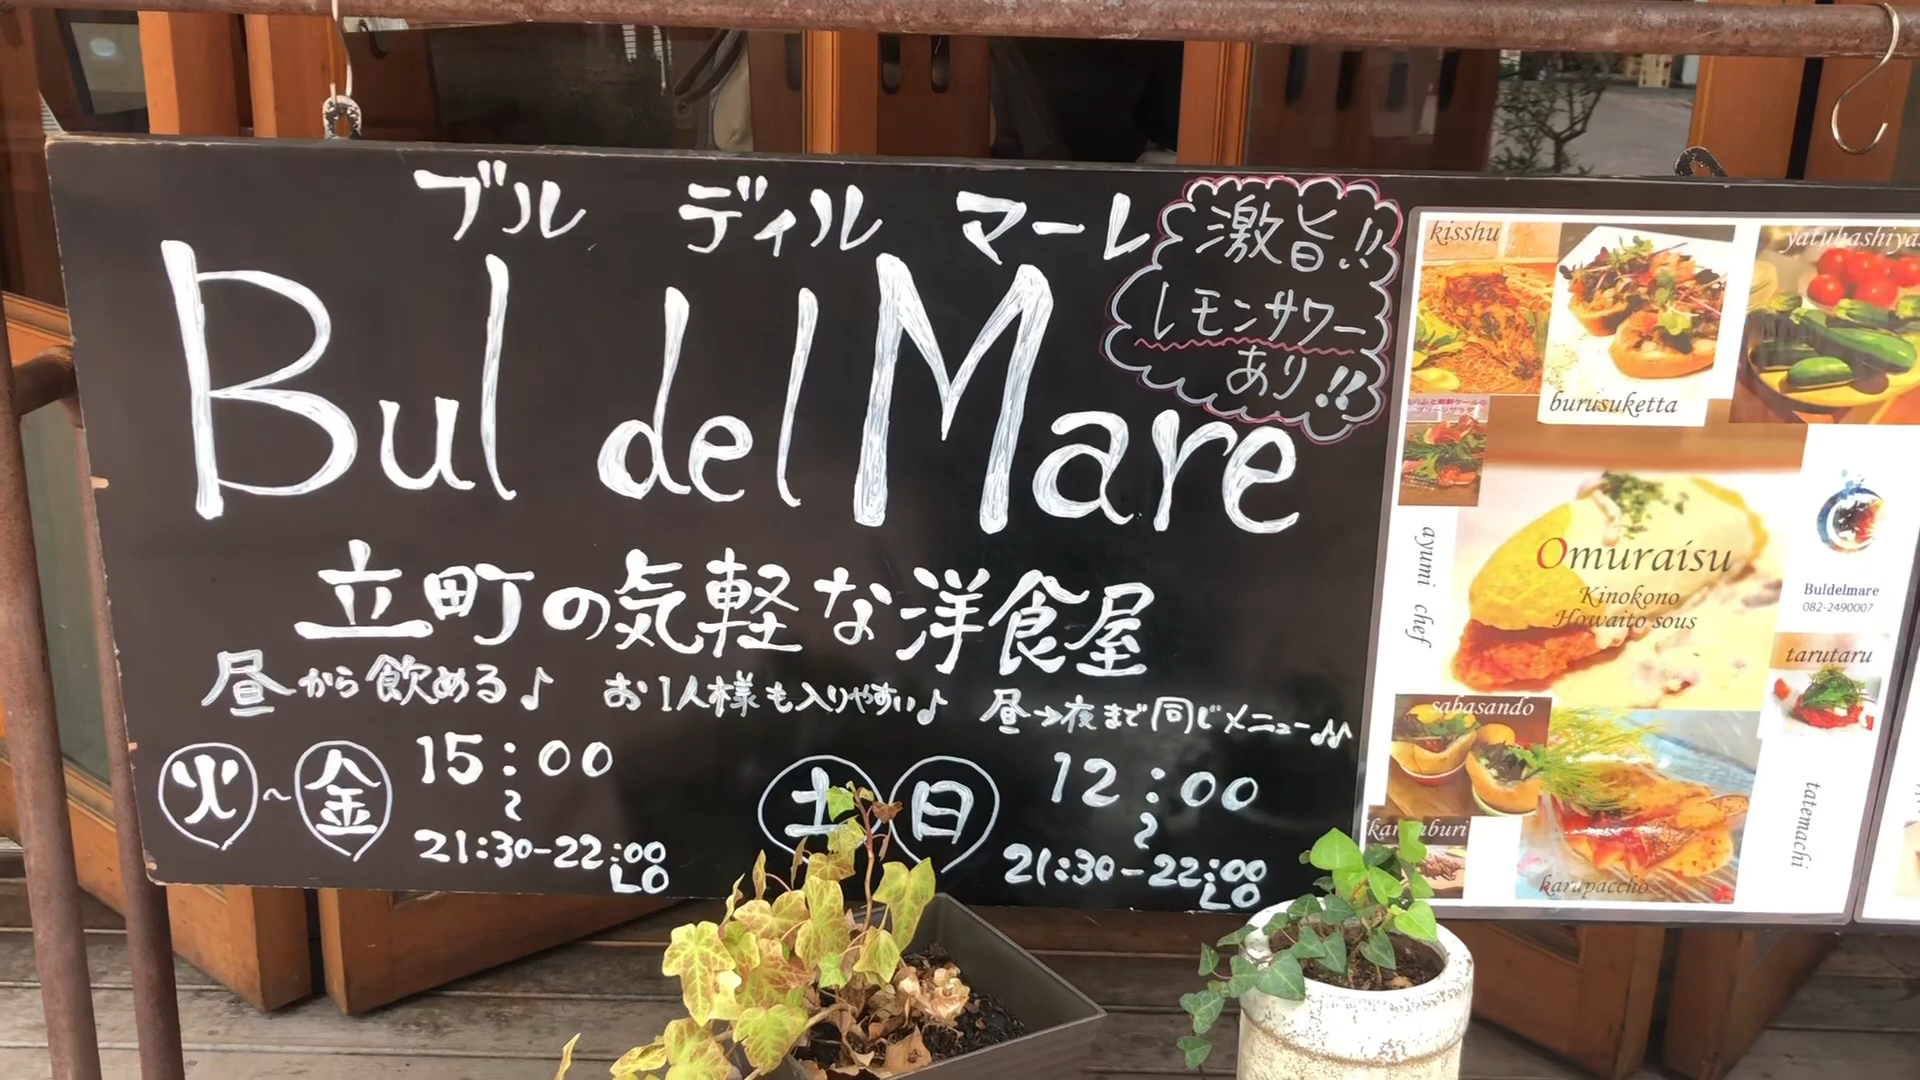 ブル ディル マーレ
Bul del Mare
激旨!!
レモンサワー
あり!!
立町の気軽な洋食屋
昼から飲める♪ お1人様も入りやすい♪ 昼→夜まで同じメニュー♪♪
火~金 15:00
～
21:30-22:00
LO
土日 12:00
～
21:30-22:00
LO
kisshu
burusuketta
yatuhashiya
ayumi chef
Omuraisu
Kinokono
Howaito sous
Buldelmare
082-2490007
tarutaru
sabasando
karupaccho
tatemachi